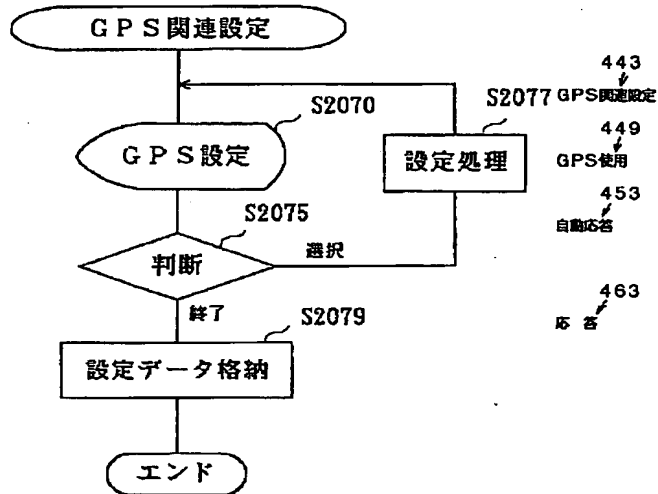 GPS関連設定
S2070
GPS設定
S2077
設定処理
S2075
判断
選択
終了
S2079
設定データ格納
エンド
443
GPS関連設定
449
GPS使用
453
自動応答
463
応 答